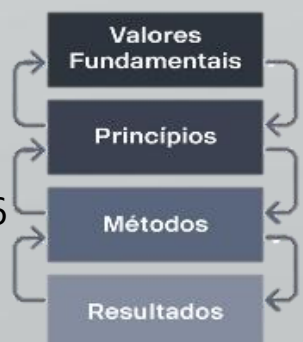 Valores
Fundamentais
Princípios
Métodos
Resultados